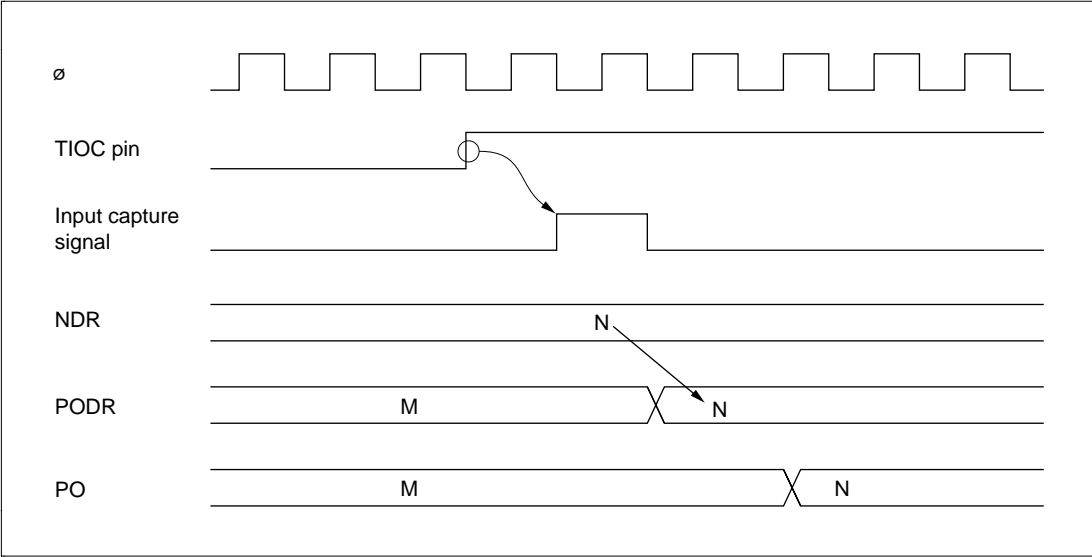 ø
TIOC pin
Input capture
signal
NDR
N
PODR
M
N
PO
M
N